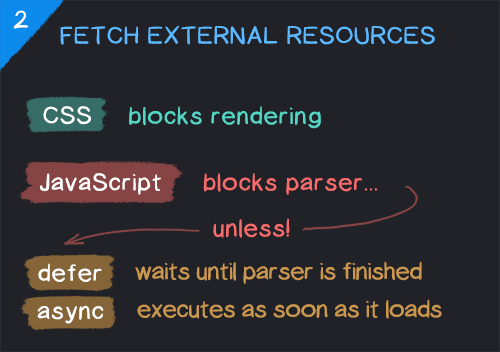 2
FETCH EXTERNAL RESOURCES
CSS blocks rendering
JavaScript blocks parser...
unless!
defer waits until parser is finished
async executes as soon as it loads